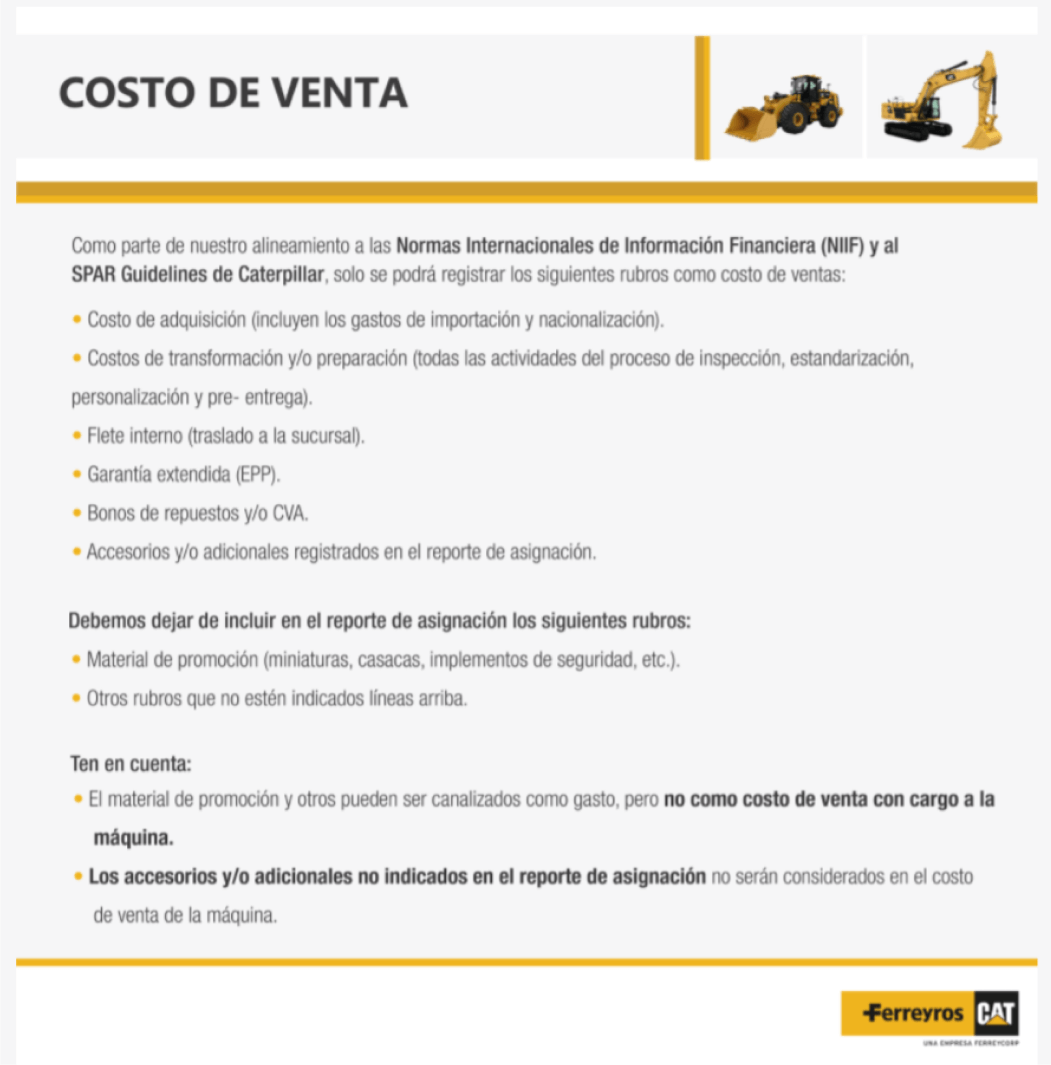 COSTO DE VENTA
Como parte de nuestro alineamiento a las Normas Internacionales de Información Financiera (NIIF) y al
SPAR Guidelines de Caterpillar, solo se podrá registrar los siguientes rubros como costo de ventas:
• Costo de adquisición (incluyen los gastos de importación y nacionalización).
• Costos de transformación y/o preparación (todas las actividades del proceso de inspección, estandarización,
personalización y pre- entrega).
• Flete interno (traslado a la sucursal).
• Garantía extendida (EPP).
• Bonos de repuestos y/o CVA.
• Accesorios y/o adicionales registrados en el reporte de asignación.
Debemos dejar de incluir en el reporte de asignación los siguientes rubros:
• Material de promoción (miniaturas, casacas, implementos de seguridad, etc.).
• Otros rubros que no estén indicados líneas arriba.
Ten en cuenta:
• El material de promoción y otros pueden ser canalizados como gasto, pero no como costo de venta con cargo a la
máquina.
• Los accesorios y/o adicionales no indicados en el reporte de asignación no serán considerados en el costo
de venta de la máquina.
Ferreyros CAT
UNA EMPRESA FERREYCORP